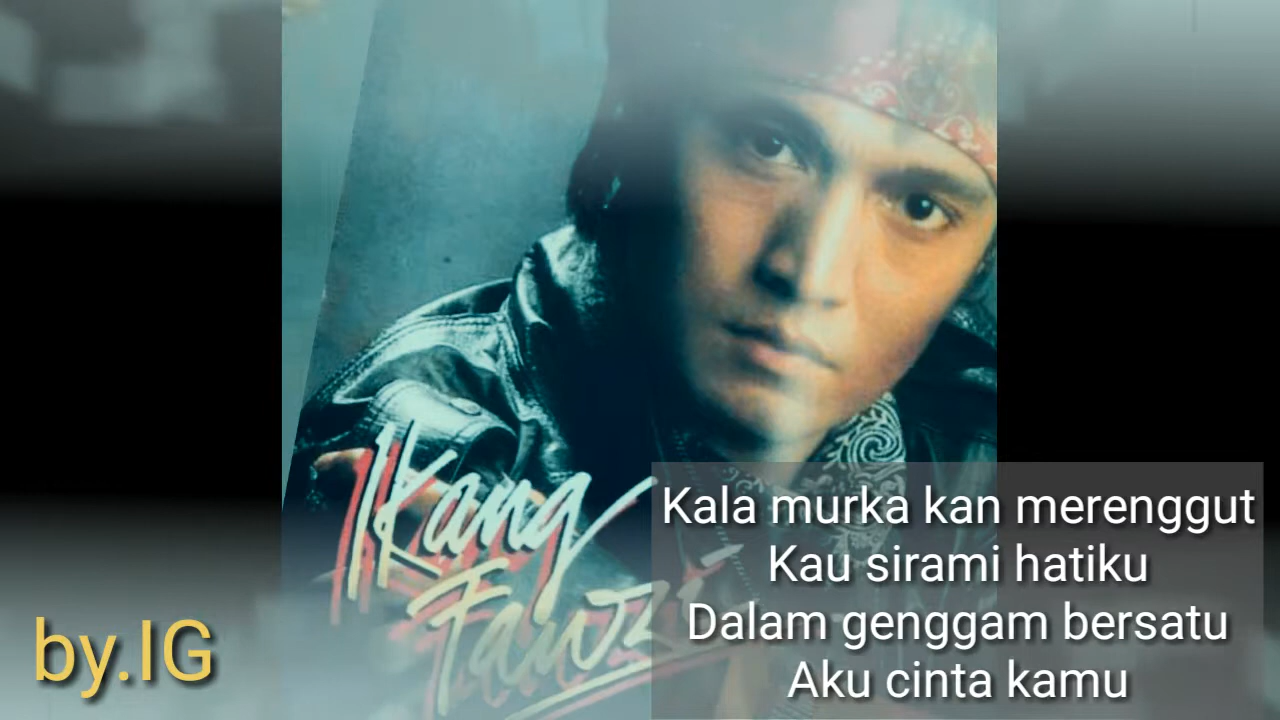 Ikang
Fawzi
Kala murka kan merenggut
Kau sirami hatiku
Dalam genggam bersatu
Aku cinta kamu
by.IG